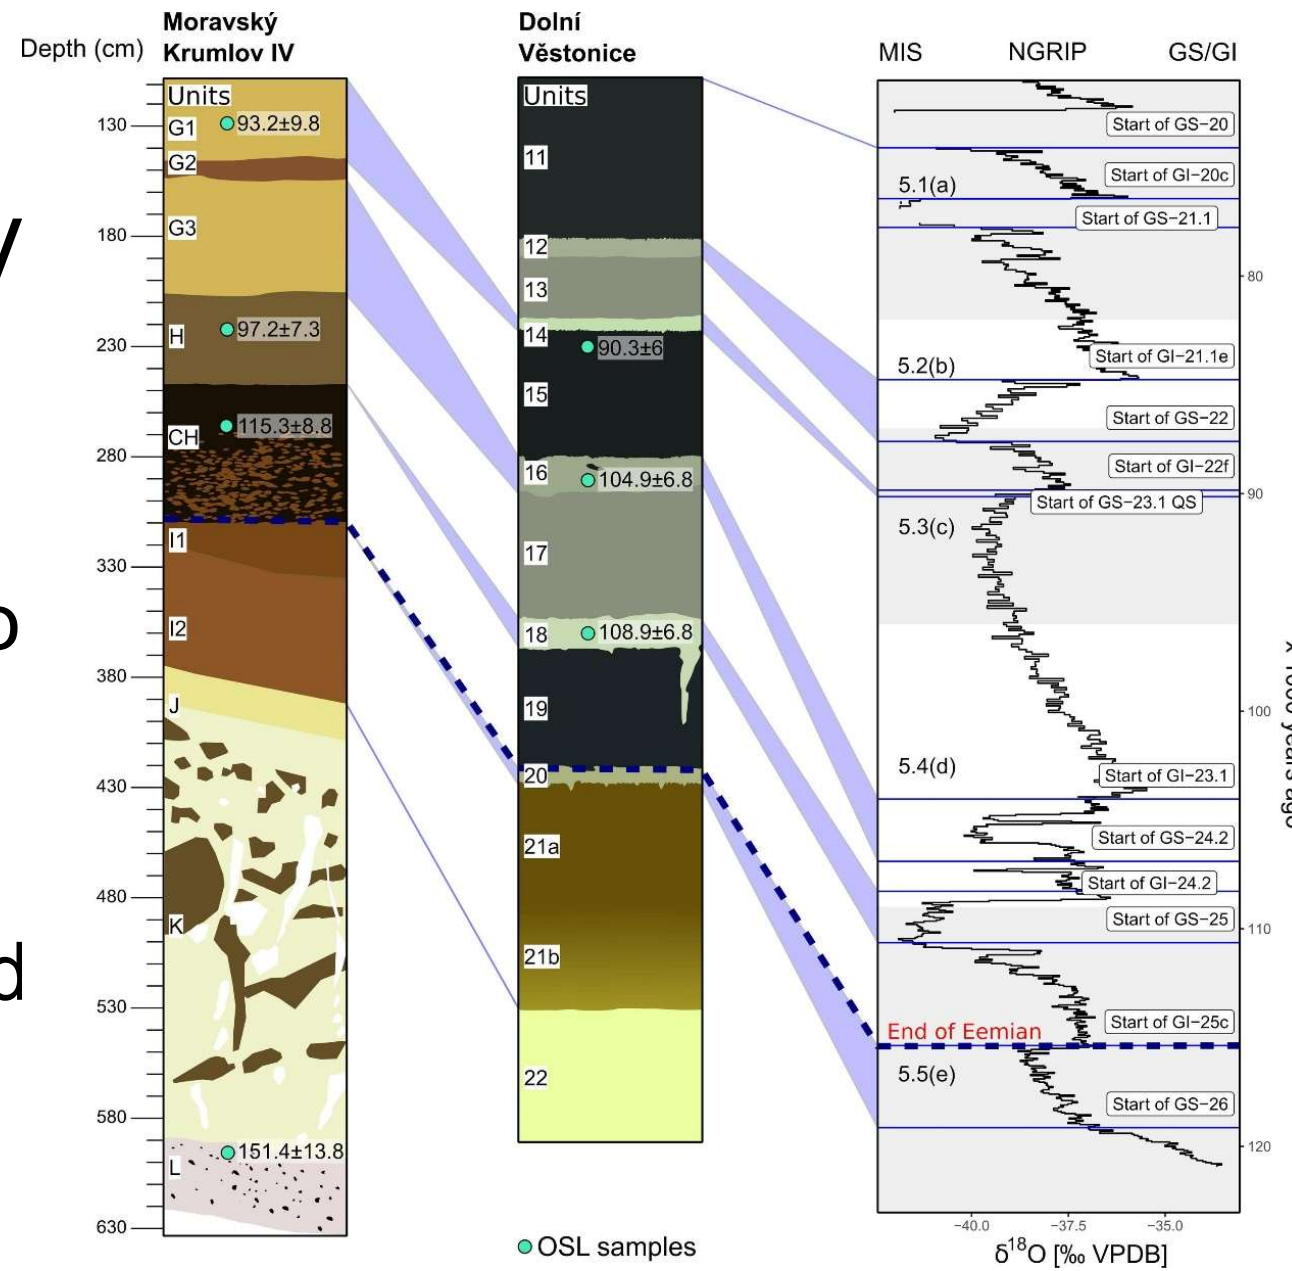 Moravský
Krumlov IV
Dolní
Věstonice
Depth (cm)
MIS NGRIP GS/GI
Units
G1
93.2±9.8
G2
G3
H
97.2±7.3
CH
115.3±8.8
I1
I2
J
K
L
151.4±13.8
130
180
230
280
330
380
430
480
530
580
630
Units
11
12
13
14
90.3±6
15
16
104.9±6.8
17
18
108.9±6.8
19
20
21a
21b
22
OSL samples
Start of GS-20
5.1(a)
Start of GI-20c
Start of GS-21.1
5.2(b)
Start of GI-21.1e
Start of GS-22
Start of GI-22f
Start of GS-23.1 QS
5.3(c)
5.4(d)
Start of GI-23.1
Start of GS-24.2
Start of GI-24.2
Start of GS-25
Start of GI-25c
End of Eemian
5.5(e)
Start of GS-26
80
90
100
110
120
-40.0 -37.5 -35.0
δ18O [‰ VPDB]
years ago